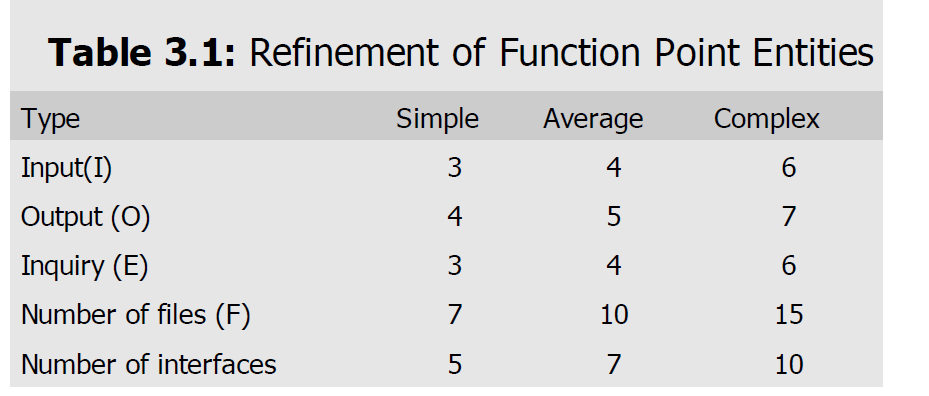 Table 3.1: Refinement of Function Point Entities
Type Simple Average Complex
Input(I) 3 4 6
Output (O) 4 5 7
Inquiry (E) 3 4 6
Number of files (F) 7 10 15
Number of interfaces 5 7 10